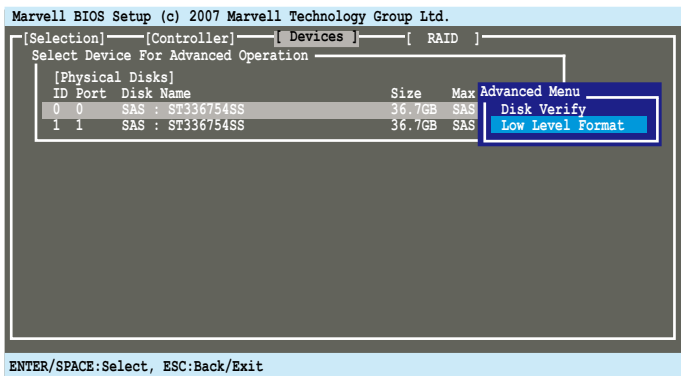 Marvell BIOS Setup (c) 2007 Marvell Technology Group Ltd.
[Selection] [Controller] [ Devices ] [ RAID ]
Select Device For Advanced Operation
[Physical Disks]
ID Port Disk Name Size Max
0 0 SAS : ST336754SS 36.7GB SAS
1 1 SAS : ST336754SS 36.7GB SAS
Advanced Menu
Disk Verify
Low Level Format
ENTER/SPACE:Select, ESC:Back/Exit